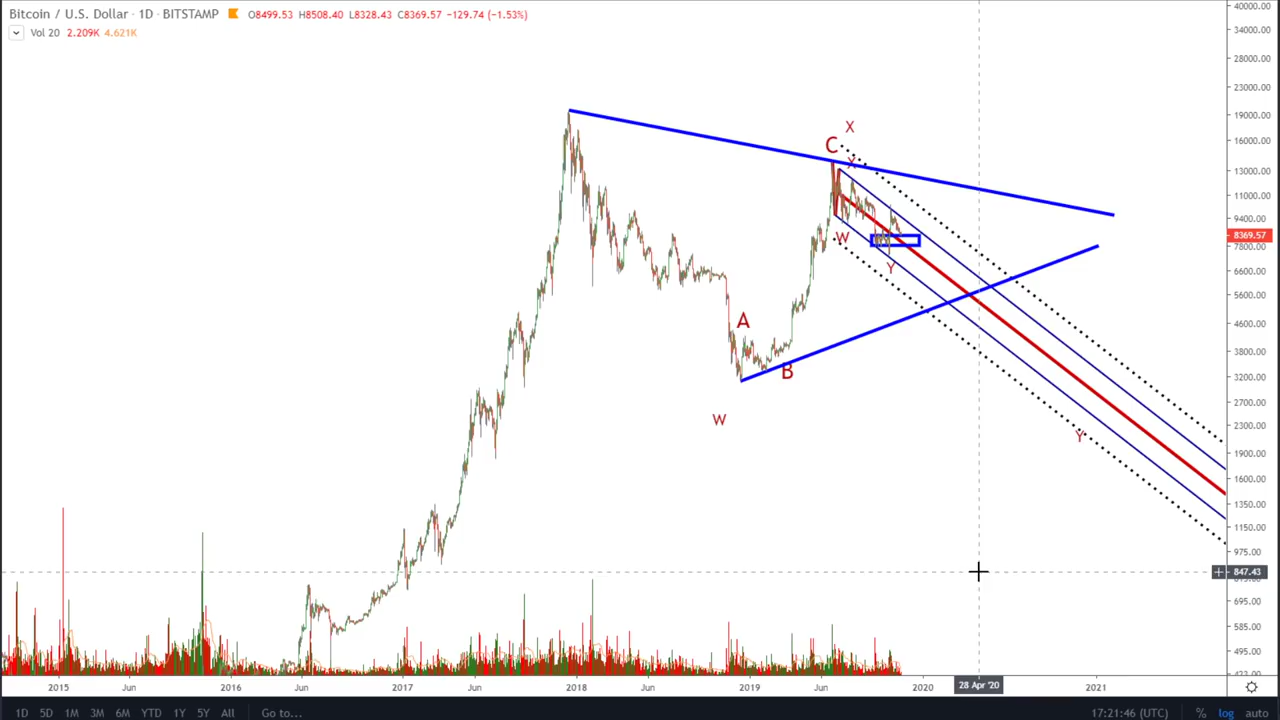 Bitcoin / U.S. Dollar · 1D · BITSTAMP O8499.53 H8508.40 L8328.43 C8369.57 −129.74 (−1.53%)
Vol 20 2.209K 4.621K
40000.00
34000.00
28000.00
23000.00
19000.00
16000.00
13000.00
11000.00
9400.00
8369.57
7800.00
6600.00
5600.00
4600.00
3800.00
3200.00
2700.00
2300.00
1900.00
1600.00
1350.00
1150.00
975.00
847.43
695.00
585.00
495.00
X
C
X
W
Y
A
B
W
Y
2015 Jun 2016 Jun 2017 Jun 2018 Jun 2019 Jun 2020 28 Apr '20 2021
1D 5D 1M 3M 6M YTD 1Y 5Y All Go to... 17:21:46 (UTC) % log auto